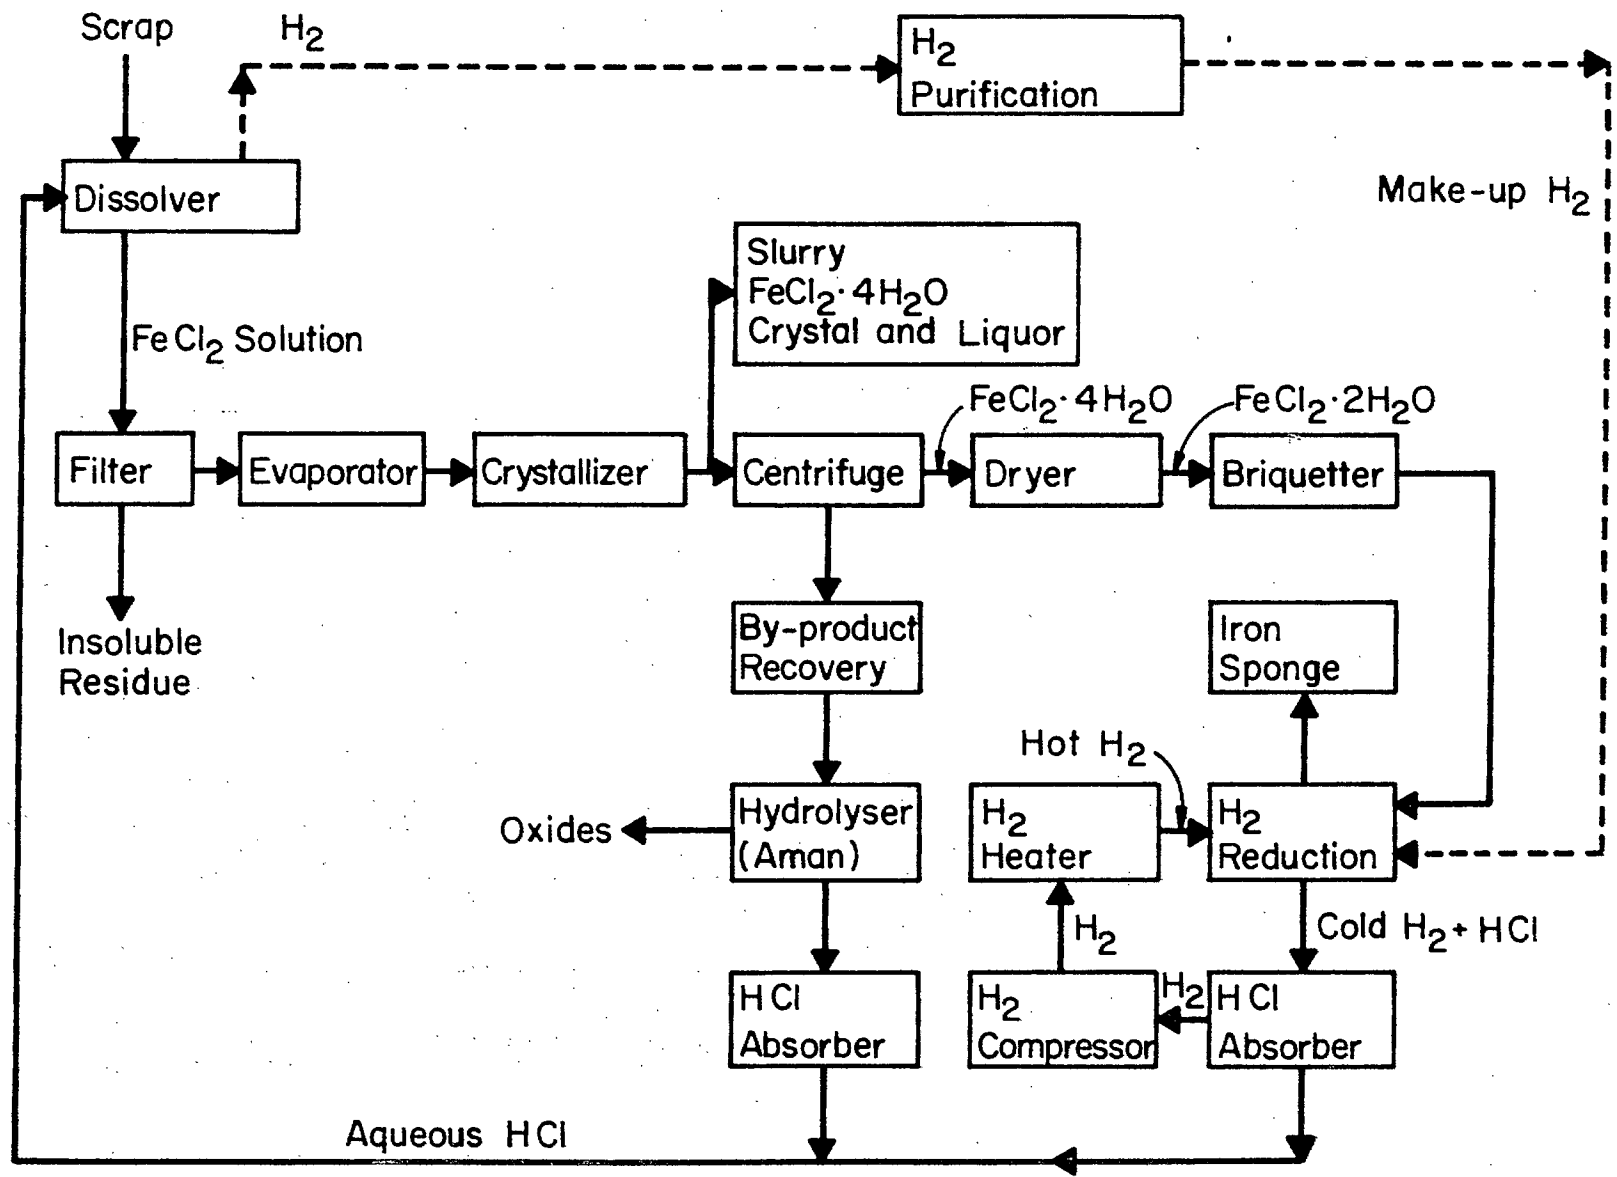 Scrap
H2
H2
Purification
Make-up H2
Dissolver
Slurry
FeCl2·4H2O
Crystal and Liquor
FeCl2 Solution
FeCl2·4H2O
FeCl2·2H2O
Filter
Evaporator
Crystallizer
Centrifuge
Dryer
Briquetter
Insoluble
Residue
By-product
Recovery
Iron
Sponge
Hot H2
Oxides
Hydrolyser
(Aman)
H2
Heater
H2
Reduction
H2
Cold H2+ HCl
HCl
Absorber
H2
Compressor
H2
HCl
Absorber
Aqueous HCl